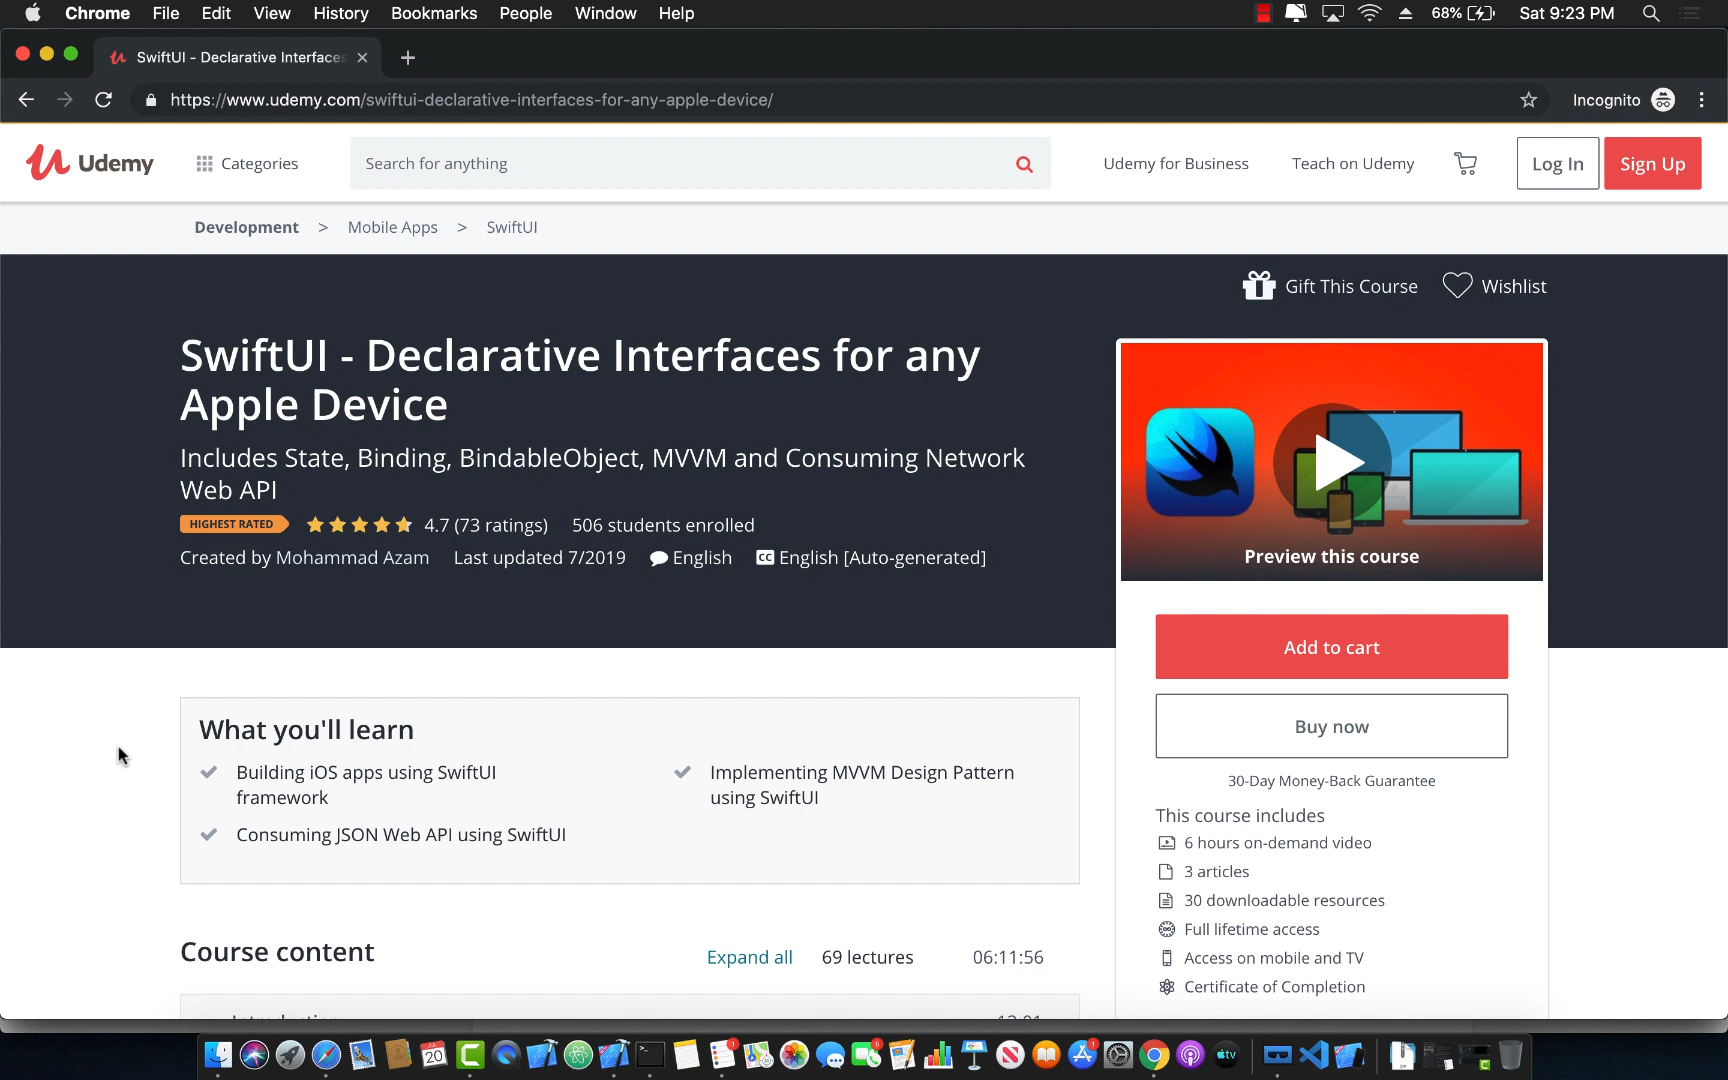 Chrome File Edit View History Bookmarks People Window Help 68% Sat 9:23 PM
SwiftUI - Declarative Interfaces
https://www.udemy.com/swiftui-declarative-interfaces-for-any-apple-device/ Incognito
Udemy Categories Search for anything Udemy for Business Teach on Udemy Log In Sign Up
Development > Mobile Apps > SwiftUI
Gift This Course Wishlist
SwiftUI - Declarative Interfaces for any
Apple Device
Includes State, Binding, BindableObject, MVVM and Consuming Network
Web API
HIGHEST RATED 4.7 (73 ratings) 506 students enrolled
Created by Mohammad Azam Last updated 7/2019 English CC English [Auto-generated]
Preview this course
Add to cart
Buy now
30-Day Money-Back Guarantee
This course includes
6 hours on-demand video
3 articles
30 downloadable resources
Full lifetime access
Access on mobile and TV
Certificate of Completion
What you'll learn
Building iOS apps using SwiftUI
framework
Implementing MVVM Design Pattern
using SwiftUI
Consuming JSON Web API using SwiftUI
Course content Expand all 69 lectures 06:11:56
20
tv